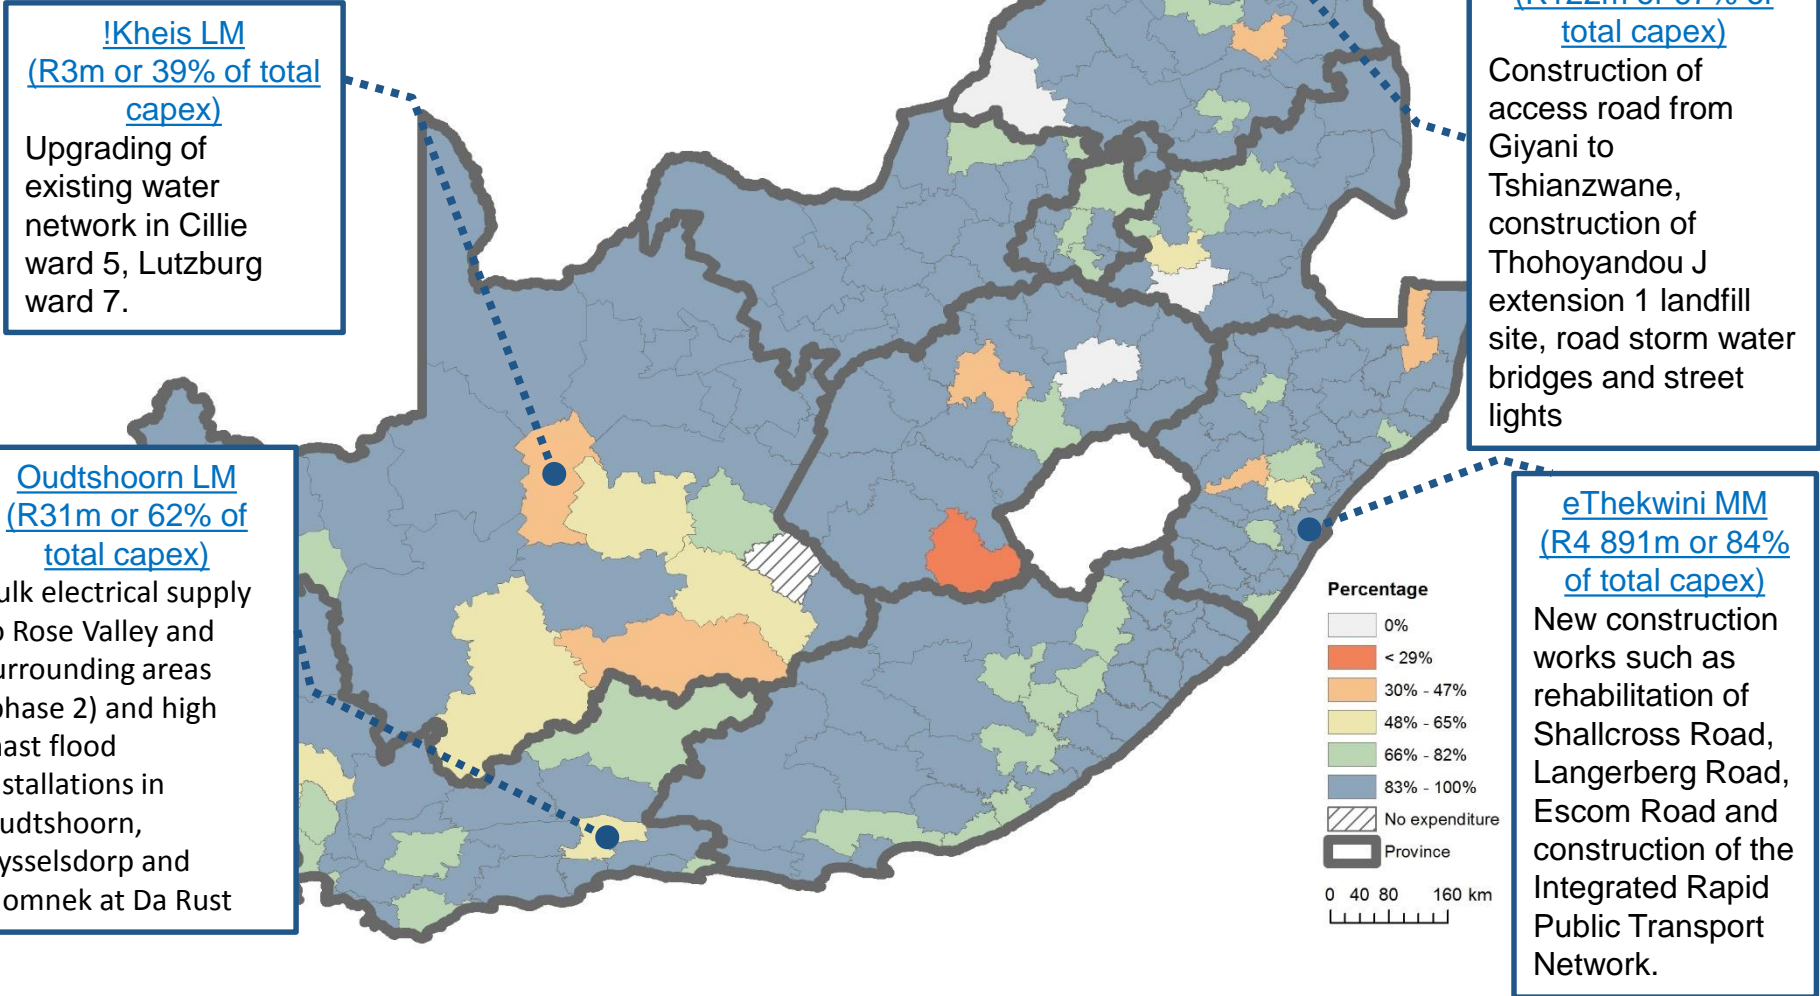 !Kheis LM
(R3m or 39% of total
capex)
Upgrading of
existing water
network in Cillie
ward 5, Lutzburg
ward 7.
total capex)
Construction of
access road from
Giyani to
Tshianzwane,
construction of
Thohoyandou J
extension 1 landfill
site, road storm water
bridges and street
lights
Oudtshoorn LM
(R31m or 62% of
total capex)
ulk electrical supply
o Rose Valley and
urrounding areas
phase 2) and high
ast flood
stallations in
udtshoorn,
ysselsdorp and
omnek at Da Rust
eThekwini MM
(R4 891m or 84%
of total capex)
New construction
works such as
rehabilitation of
Shallcross Road,
Langerberg Road,
Escom Road and
construction of the
Integrated Rapid
Public Transport
Network.
Percentage
0%
< 29%
30% - 47%
48% - 65%
66% - 82%
83% - 100%
No expenditure
Province
0 40 80 160 km